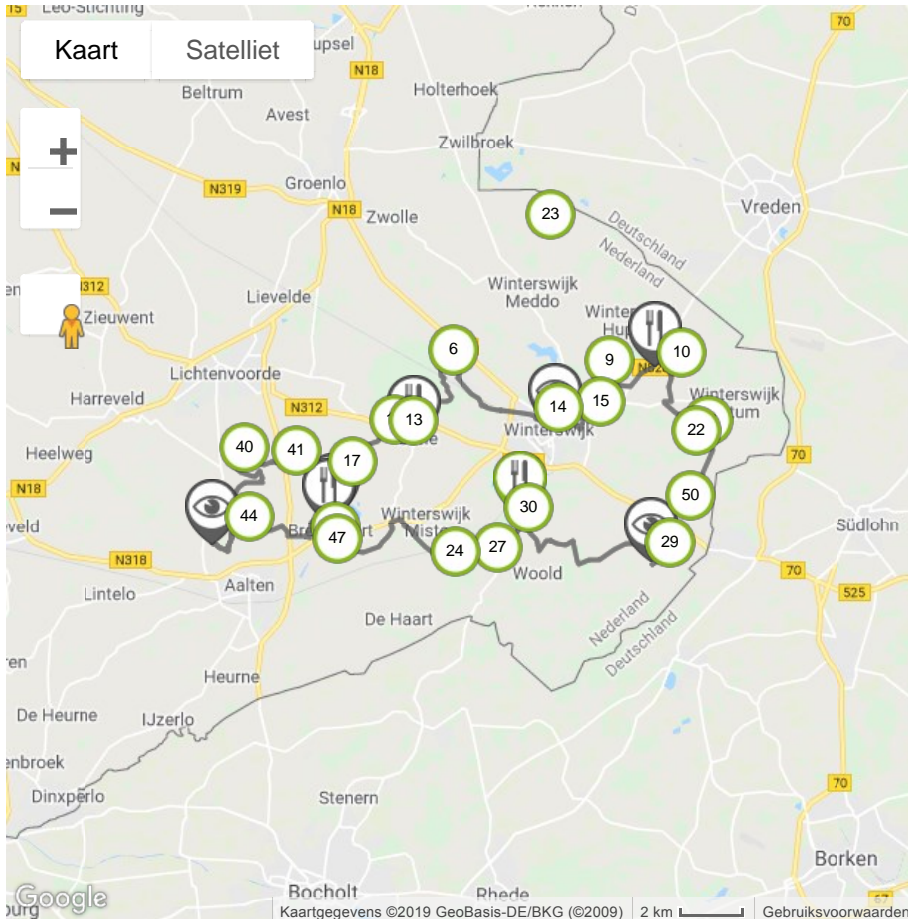 15
Leo-Stichting
Kaart
Satelliet
70
N18
Beltrum
Holterhoek
Avest
Zwilbroek
N319
Groenlo
N18
Zwolle
Vreden
23
Deutschland
Nederland
Winterswijk
Meddo
Lievelde
Zieuwent
6
9
10
Lichtenvoorde
N312
Harreveld
14
15
Winterswijk
Winterswijk
13
22
40
41
17
Heelweg
70
N18
50
44
30
Winterswijk
47
24
27
29
Südlohn
N318
Aalten
Woold
70
525
Lintelo
De Haart
Nederland
Deutschland
Heurne
De Heurne
IJzerlo
Dinxperlo
Stenern
70
Borken
Bocholt
Rhede
67
Google
Kaartgegevens ©2019 GeoBasis-DE/BKG (©2009)
2 km
Gebruiksvoorwaarden